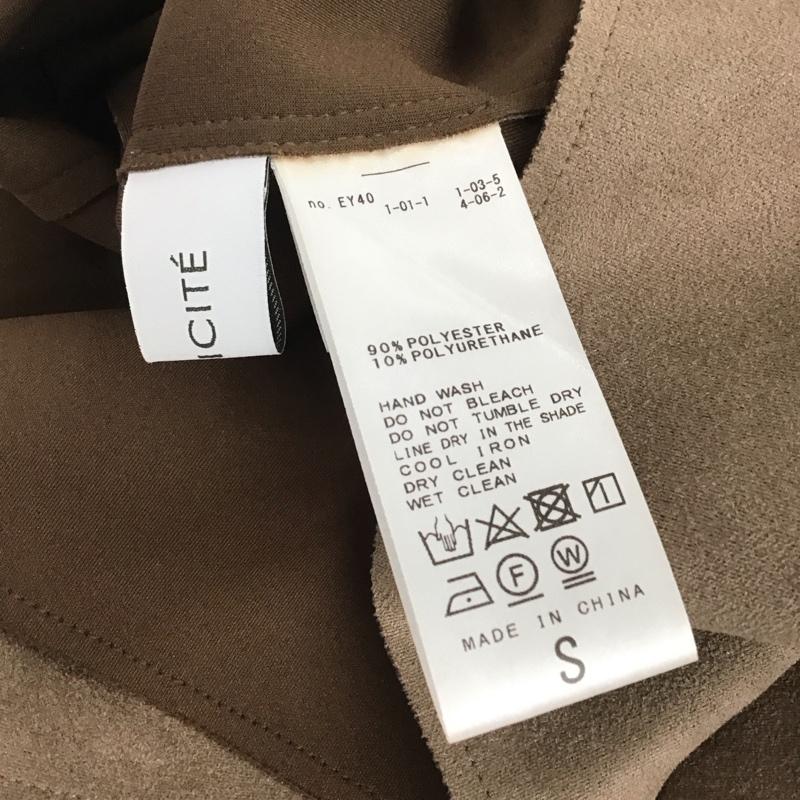 ICITÉ
no. EY40
1-01-1
1-03-5
4-06-2
90% POLYESTER
10% POLYURETHANE
HAND WASH
DO NOT BLEACH
DO NOT TUMBLE DRY
LINE DRY IN THE SHADE
COOL IRON
DRY CLEAN
WET CLEAN
F
W
MADE IN CHINA
S